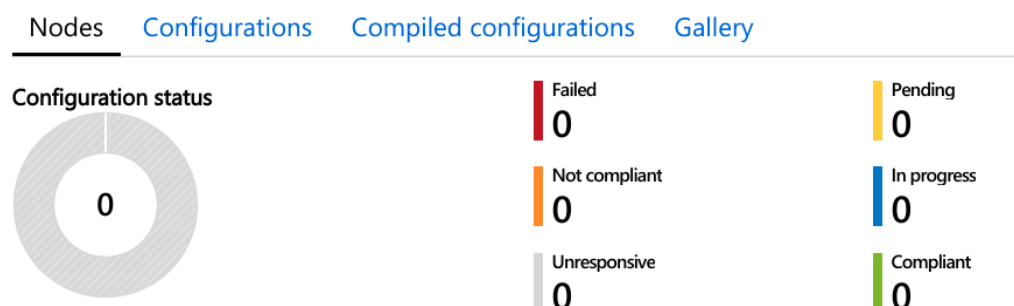 Nodes Configurations Compiled configurations Gallery
Configuration status
0
Failed
0
Pending
0
Not compliant
0
In progress
0
Unresponsive
0
Compliant
0